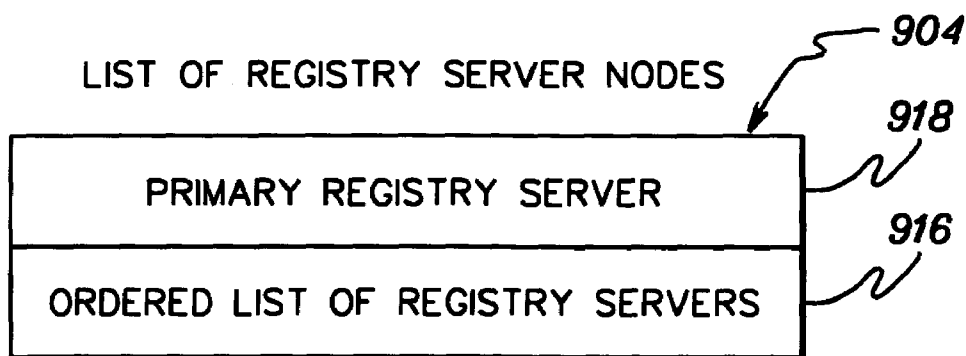 904
LIST OF REGISTRY SERVER NODES
918
PRIMARY REGISTRY SERVER
916
ORDERED LIST OF REGISTRY SERVERS